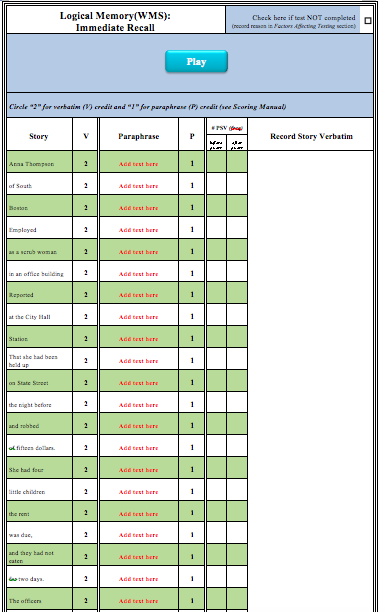 Logical Memory(WMS):
Immediate Recall
Check here if test NOT completed
(record reason in Factors Affecting Testing section)
Play
Circle “2” for verbatim (V) credit and “1” for paraphrase (P) credit (see Scoring Manual)
# PSV
Story V Paraphrase P Record Story Verbatim
Anna Thompson 2 Add text here 1
of South 2 Add text here 1
Boston 2 Add text here 1
Employed 2 Add text here 1
as a scrub woman 2 Add text here 1
in an office building 2 Add text here 1
Reported 2 Add text here 1
at the City Hall 2 Add text here 1
Station 2 Add text here 1
That she had been
held up 2 Add text here 1
on State Street 2 Add text here 1
the night before 2 Add text here 1
and robbed 2 Add text here 1
of fifteen dollars. 2 Add text here 1
She had four 2 Add text here 1
little children 2 Add text here 1
the rent 2 Add text here 1
was due, 2 Add text here 1
and they had not
eaten 2 Add text here 1
for two days. 2 Add text here 1
The officers 2 Add text here 1